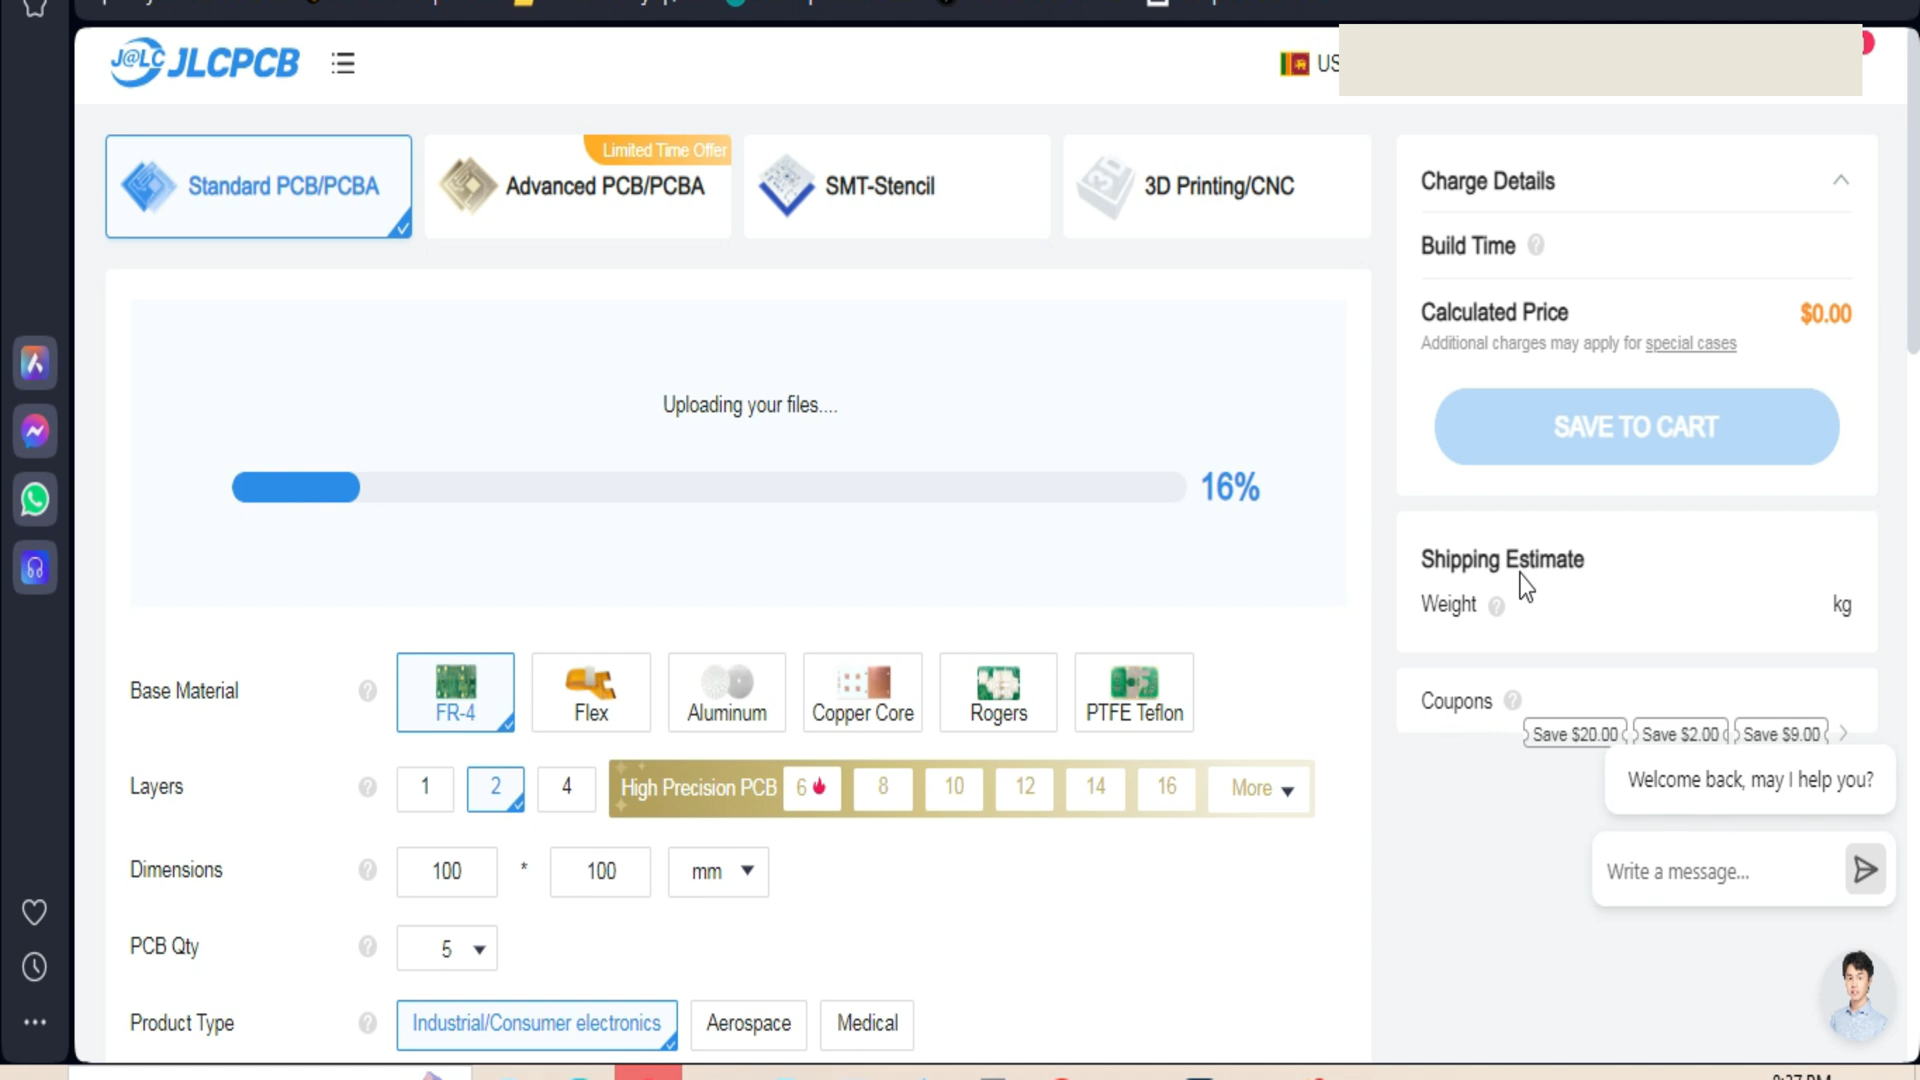 J@LC JLCPCB
US
Limited Time Offer
Standard PCB/PCBA
Advanced PCB/PCBA
SMT-Stencil
3D Printing/CNC
Charge Details
Build Time
Calculated Price $0.00
Additional charges may apply for special cases
SAVE TO CART
Uploading your files....
16%
Shipping Estimate
Weight kg
Coupons
Save $20.00 Save $2.00 Save $9.00
Welcome back, may I help you?
Write a message...
Base Material FR-4 Flex Aluminum Copper Core Rogers PTFE Teflon
Layers 1 2 4 High Precision PCB 6 8 10 12 14 16 More
Dimensions 100 * 100 mm
PCB Qty 5
Product Type Industrial/Consumer electronics Aerospace Medical